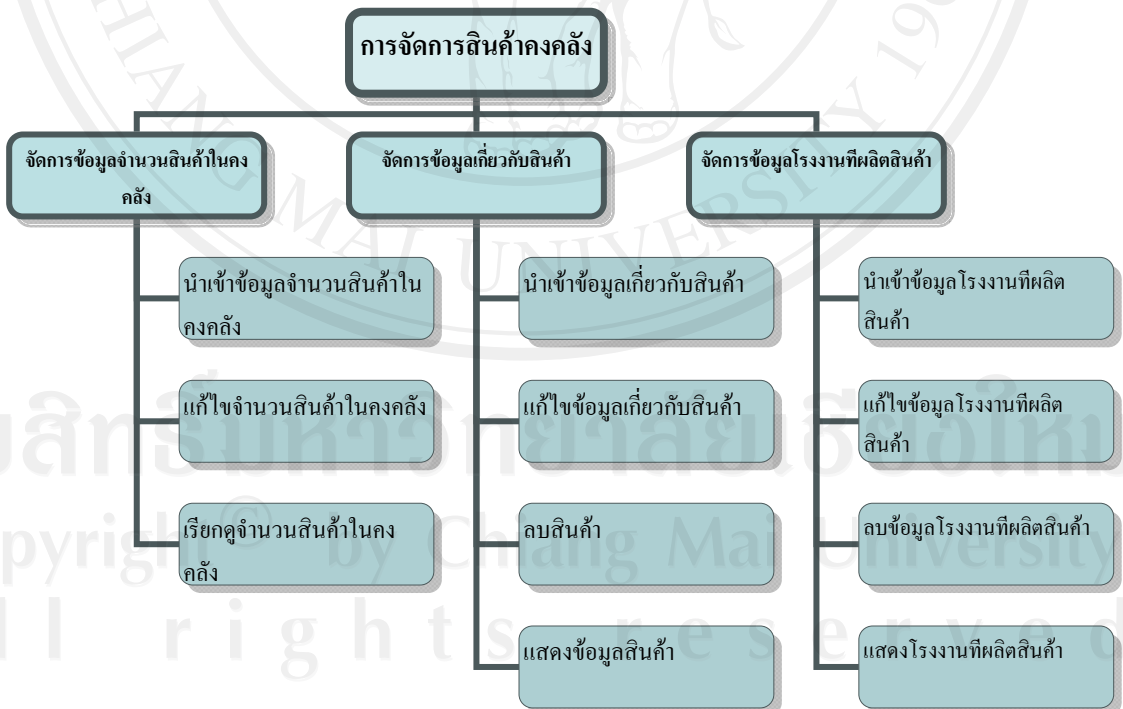 การจัดการสินค้าคงคลัง
จัดการข้อมูลจำนวนสินค้าในคง
คลัง
จัดการข้อมูลเกี่ยวกับสินค้า
จัดการข้อมูลโรงงานทีผลิตสินค้า
นำเข้าข้อมูลจำนวนสินค้าใน
คงคลัง
แก้ไขจำนวนสินค้าในคงคลัง
เรียกดูจำนวนสินค้าในคง
คลัง
นำเข้าข้อมูลเกี่ยวกับสินค้า
แก้ไขข้อมูลเกี่ยวกับสินค้า
ลบสินค้า
แสดงข้อมูลสินค้า
นำเข้าข้อมูลโรงงานทีผลิต
สินค้า
แก้ไขข้อมูลโรงงานทีผลิต
สินค้า
ลบข้อมูลโรงงานทีผลิตสินค้า
แสดงโรงงานทีผลิตสินค้า
MAI UNIVERSITY
by Chiang Mai University
rights reserved